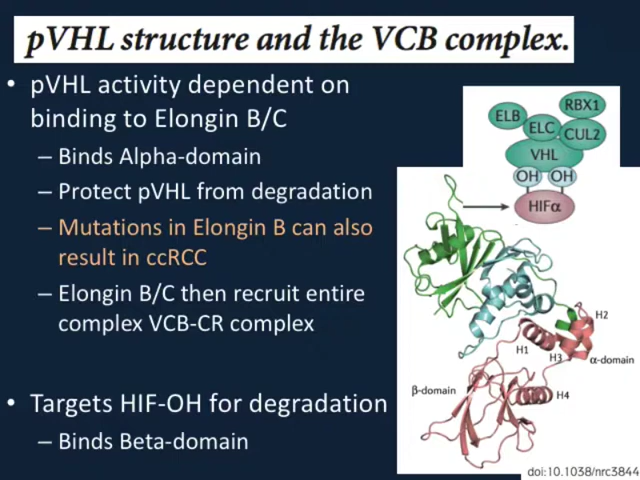 pVHL structure and the VCB complex.
• pVHL activity dependent on
binding to Elongin B/C
– Binds Alpha-domain
– Protect pVHL from degradation
– Mutations in Elongin B can also
result in ccRCC
– Elongin B/C then recruit entire
complex VCB-CR complex
• Targets HIF-OH for degradation
– Binds Beta-domain
ELB
ELC
RBX1
CUL2
VHL
OH
OH
HIFα
H2
H1
H3
α-domain
β-domain
H4
doi:10.1038/nrc3844